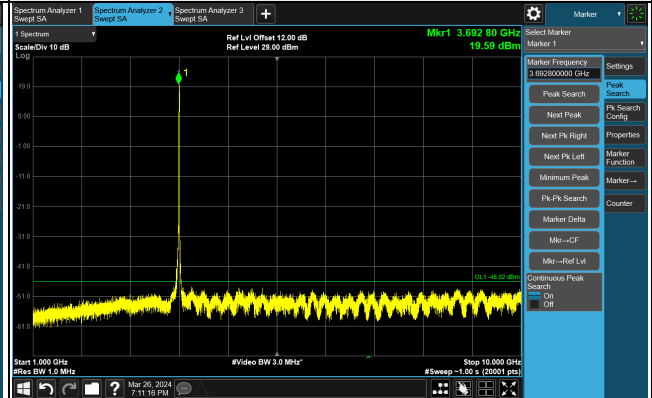 Spectrum Analyzer 1
Swept SA
Spectrum Analyzer 2
Swept SA
Spectrum Analyzer 3
Swept SA
+
Marker
1 Spectrum
Scale/Div 10 dB
Log
Ref Lvl Offset 12.00 dB
Ref Level 29.00 dBm
Mkr1 3.692 80 GHz
19.59 dBm
1
19.0
9.00
-1.00
-11.0
-21.0
-31.0
-41.0
-51.0
-61.0
DL1 -46.02 dBm
Start 1.000 GHz
#Res BW 1.0 MHz
#Video BW 3.0 MHz*
Stop 10.000 GHz
#Sweep ~1.00 s (20001 pts)
Select Marker
Marker 1
Marker Frequency
3.692800000 GHz
Peak Search
Next Peak
Next Pk Right
Next Pk Left
Minimum Peak
Pk-Pk Search
Marker Delta
Mkr→CF
Mkr→Ref Lvl
Continuous Peak
Search
On
Off
Settings
Peak
Search
Pk Search
Config
Properties
Marker
Function
Marker→
Counter
?
Mar 26, 2024
7:11:16 PM